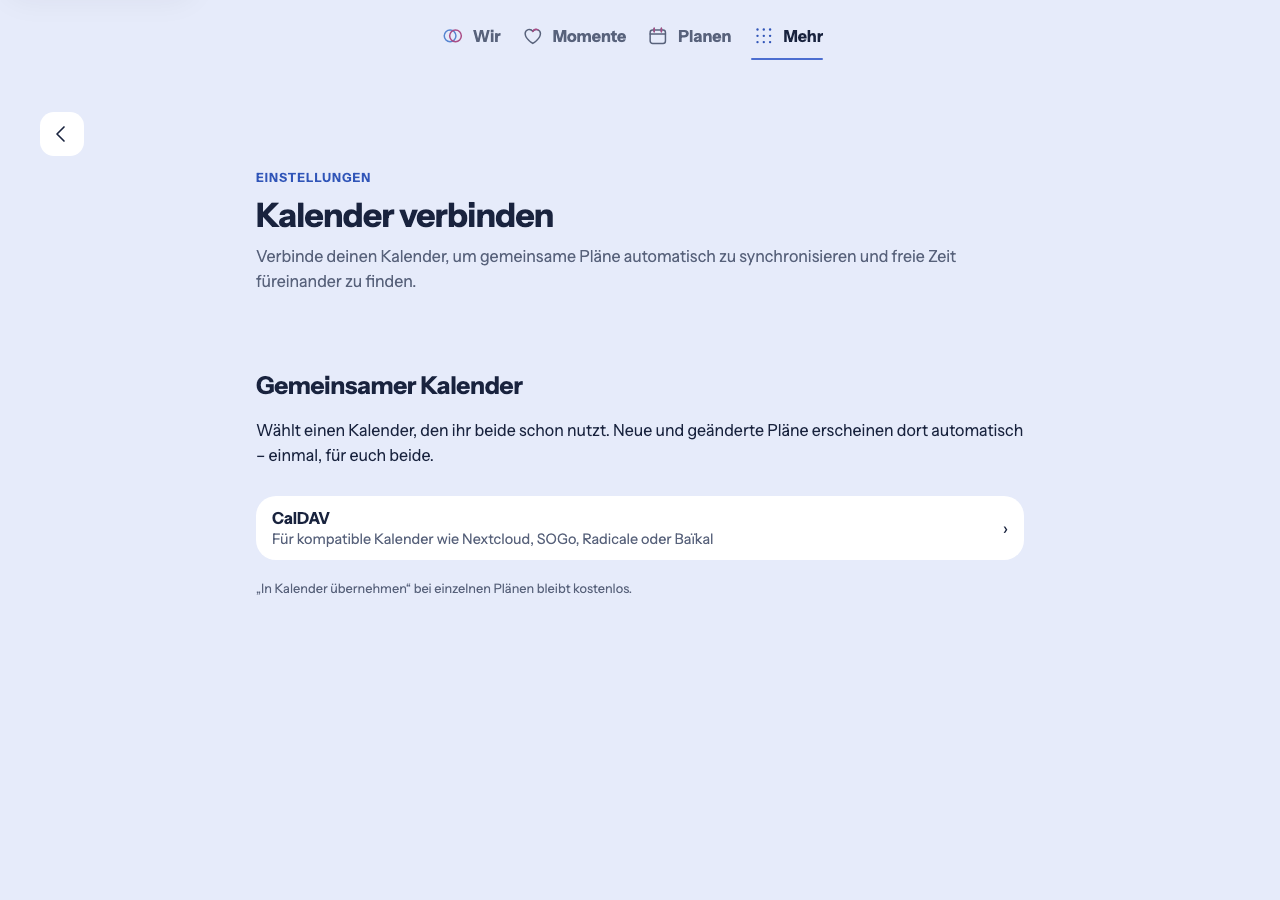 Wir
Momente
Planen
Mehr
EINSTELLUNGEN
Kalender verbinden
Verbinde deinen Kalender, um gemeinsame Pläne automatisch zu synchronisieren und freie Zeit
füreinander zu finden.
Gemeinsamer Kalender
Wählt einen Kalender, den ihr beide schon nutzt. Neue und geänderte Pläne erscheinen dort automatisch
– einmal, für euch beide.
CalDAV
Für kompatible Kalender wie Nextcloud, SOGo, Radicale oder Baïkal
„In Kalender übernehmen“ bei einzelnen Plänen bleibt kostenlos.